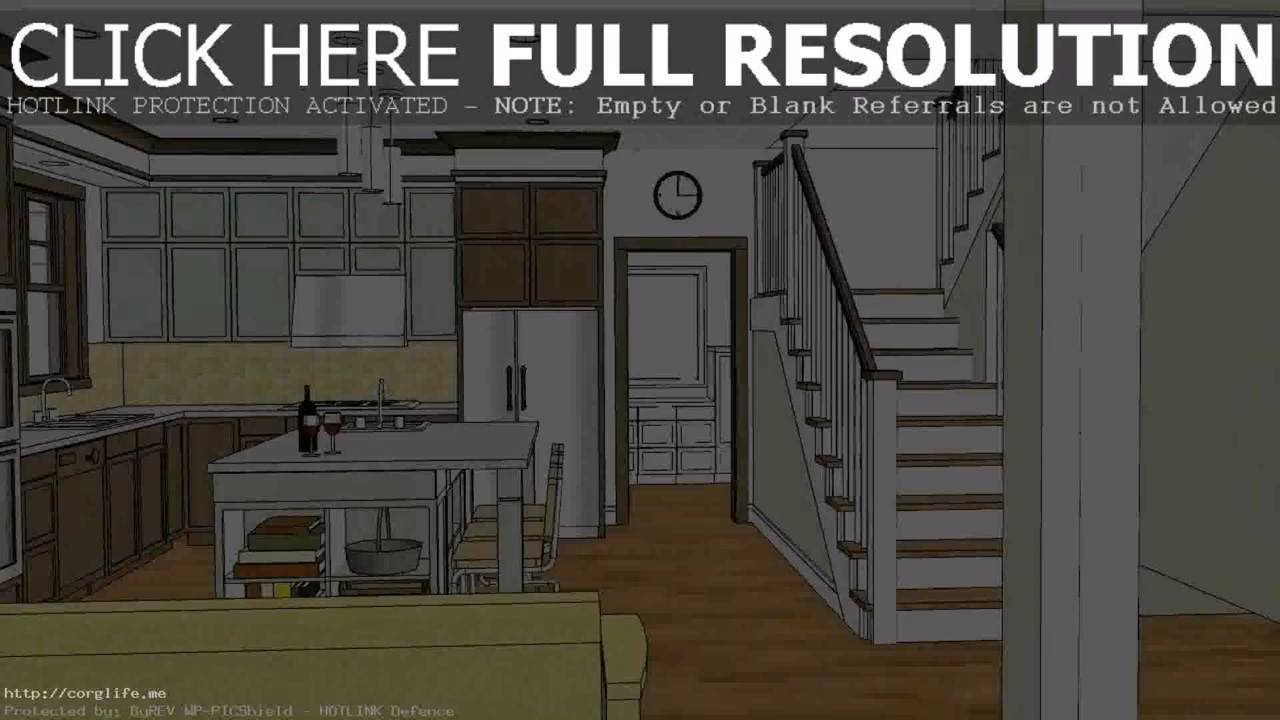 CLICK HERE FULL RESOLUTION
HOTLINK PROTECTION ACTIVATED - NOTE: Empty or Blank Referrals are not Allowed
http://corglife.me
Protected by: ByREV WP-PICShield - HOTLINK Defence